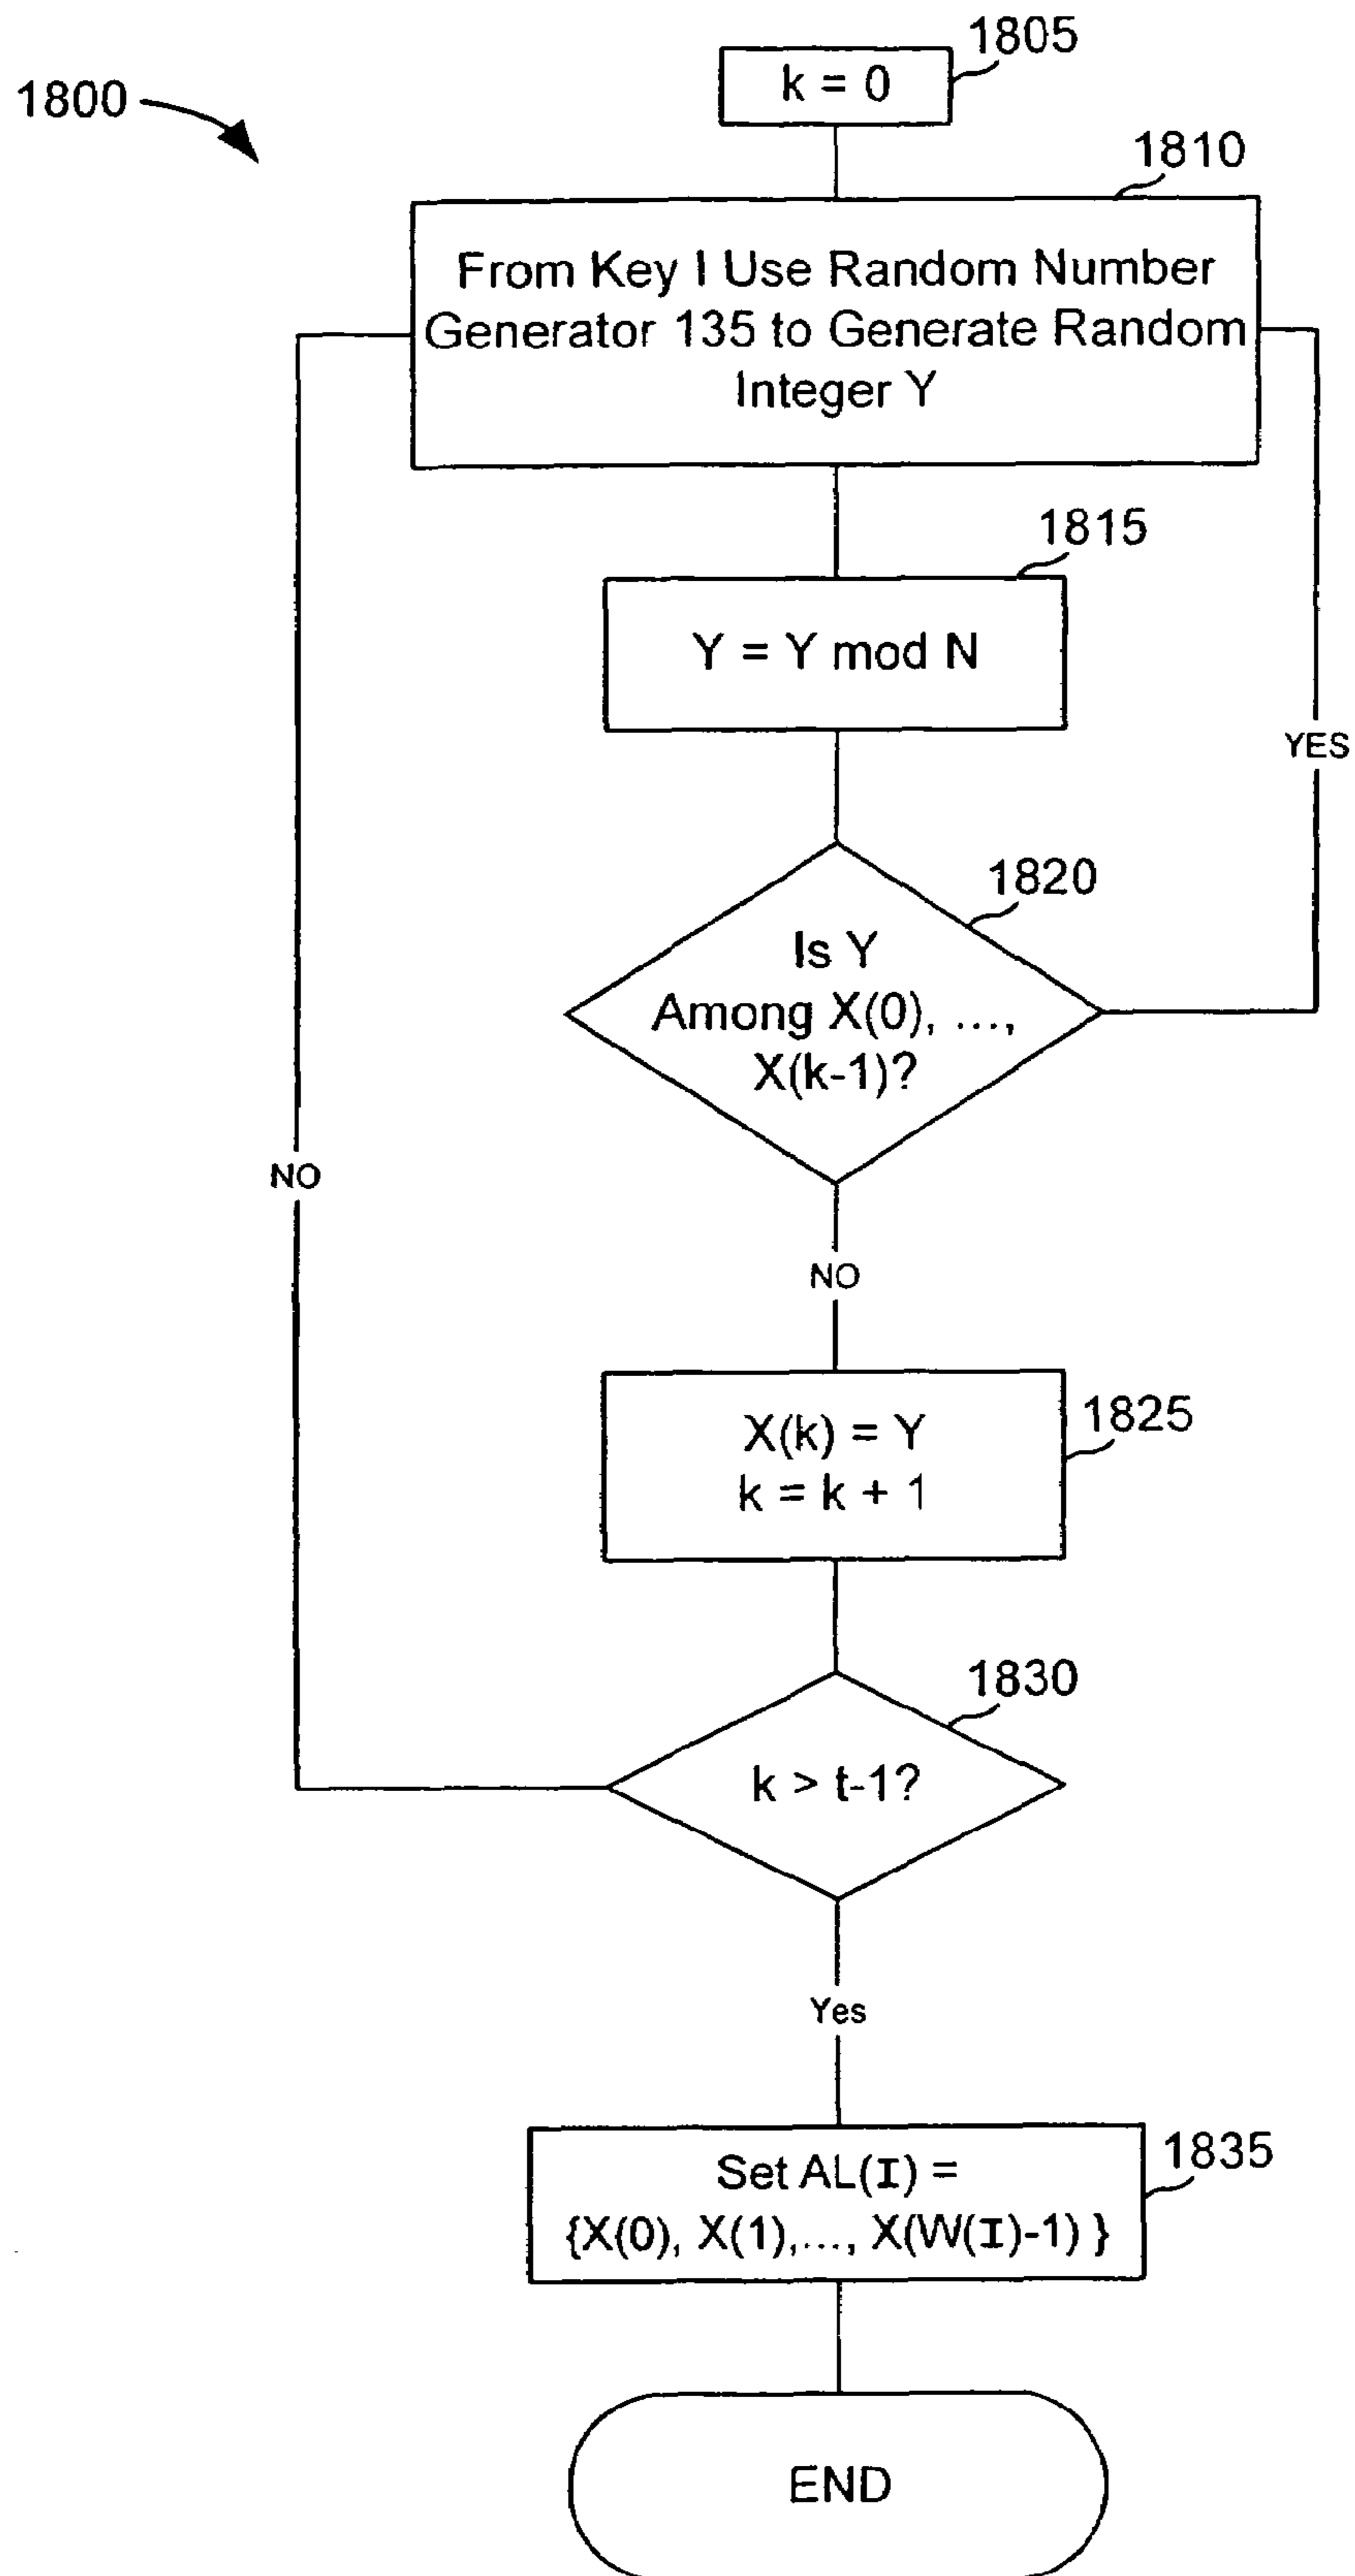 1805
k = 0
1800
1810
From Key I Use Random Number
Generator 135 to Generate Random
Integer Y
1815
Y = Y mod N
YES
1820
Is Y
Among X(0), ...,
X(k-1)?
NO
NO
1825
X(k) = Y
k = k + 1
1830
k > t-1?
Yes
1835
Set AL(I) =
{X(0), X(1),..., X(W(I)-1) }
END